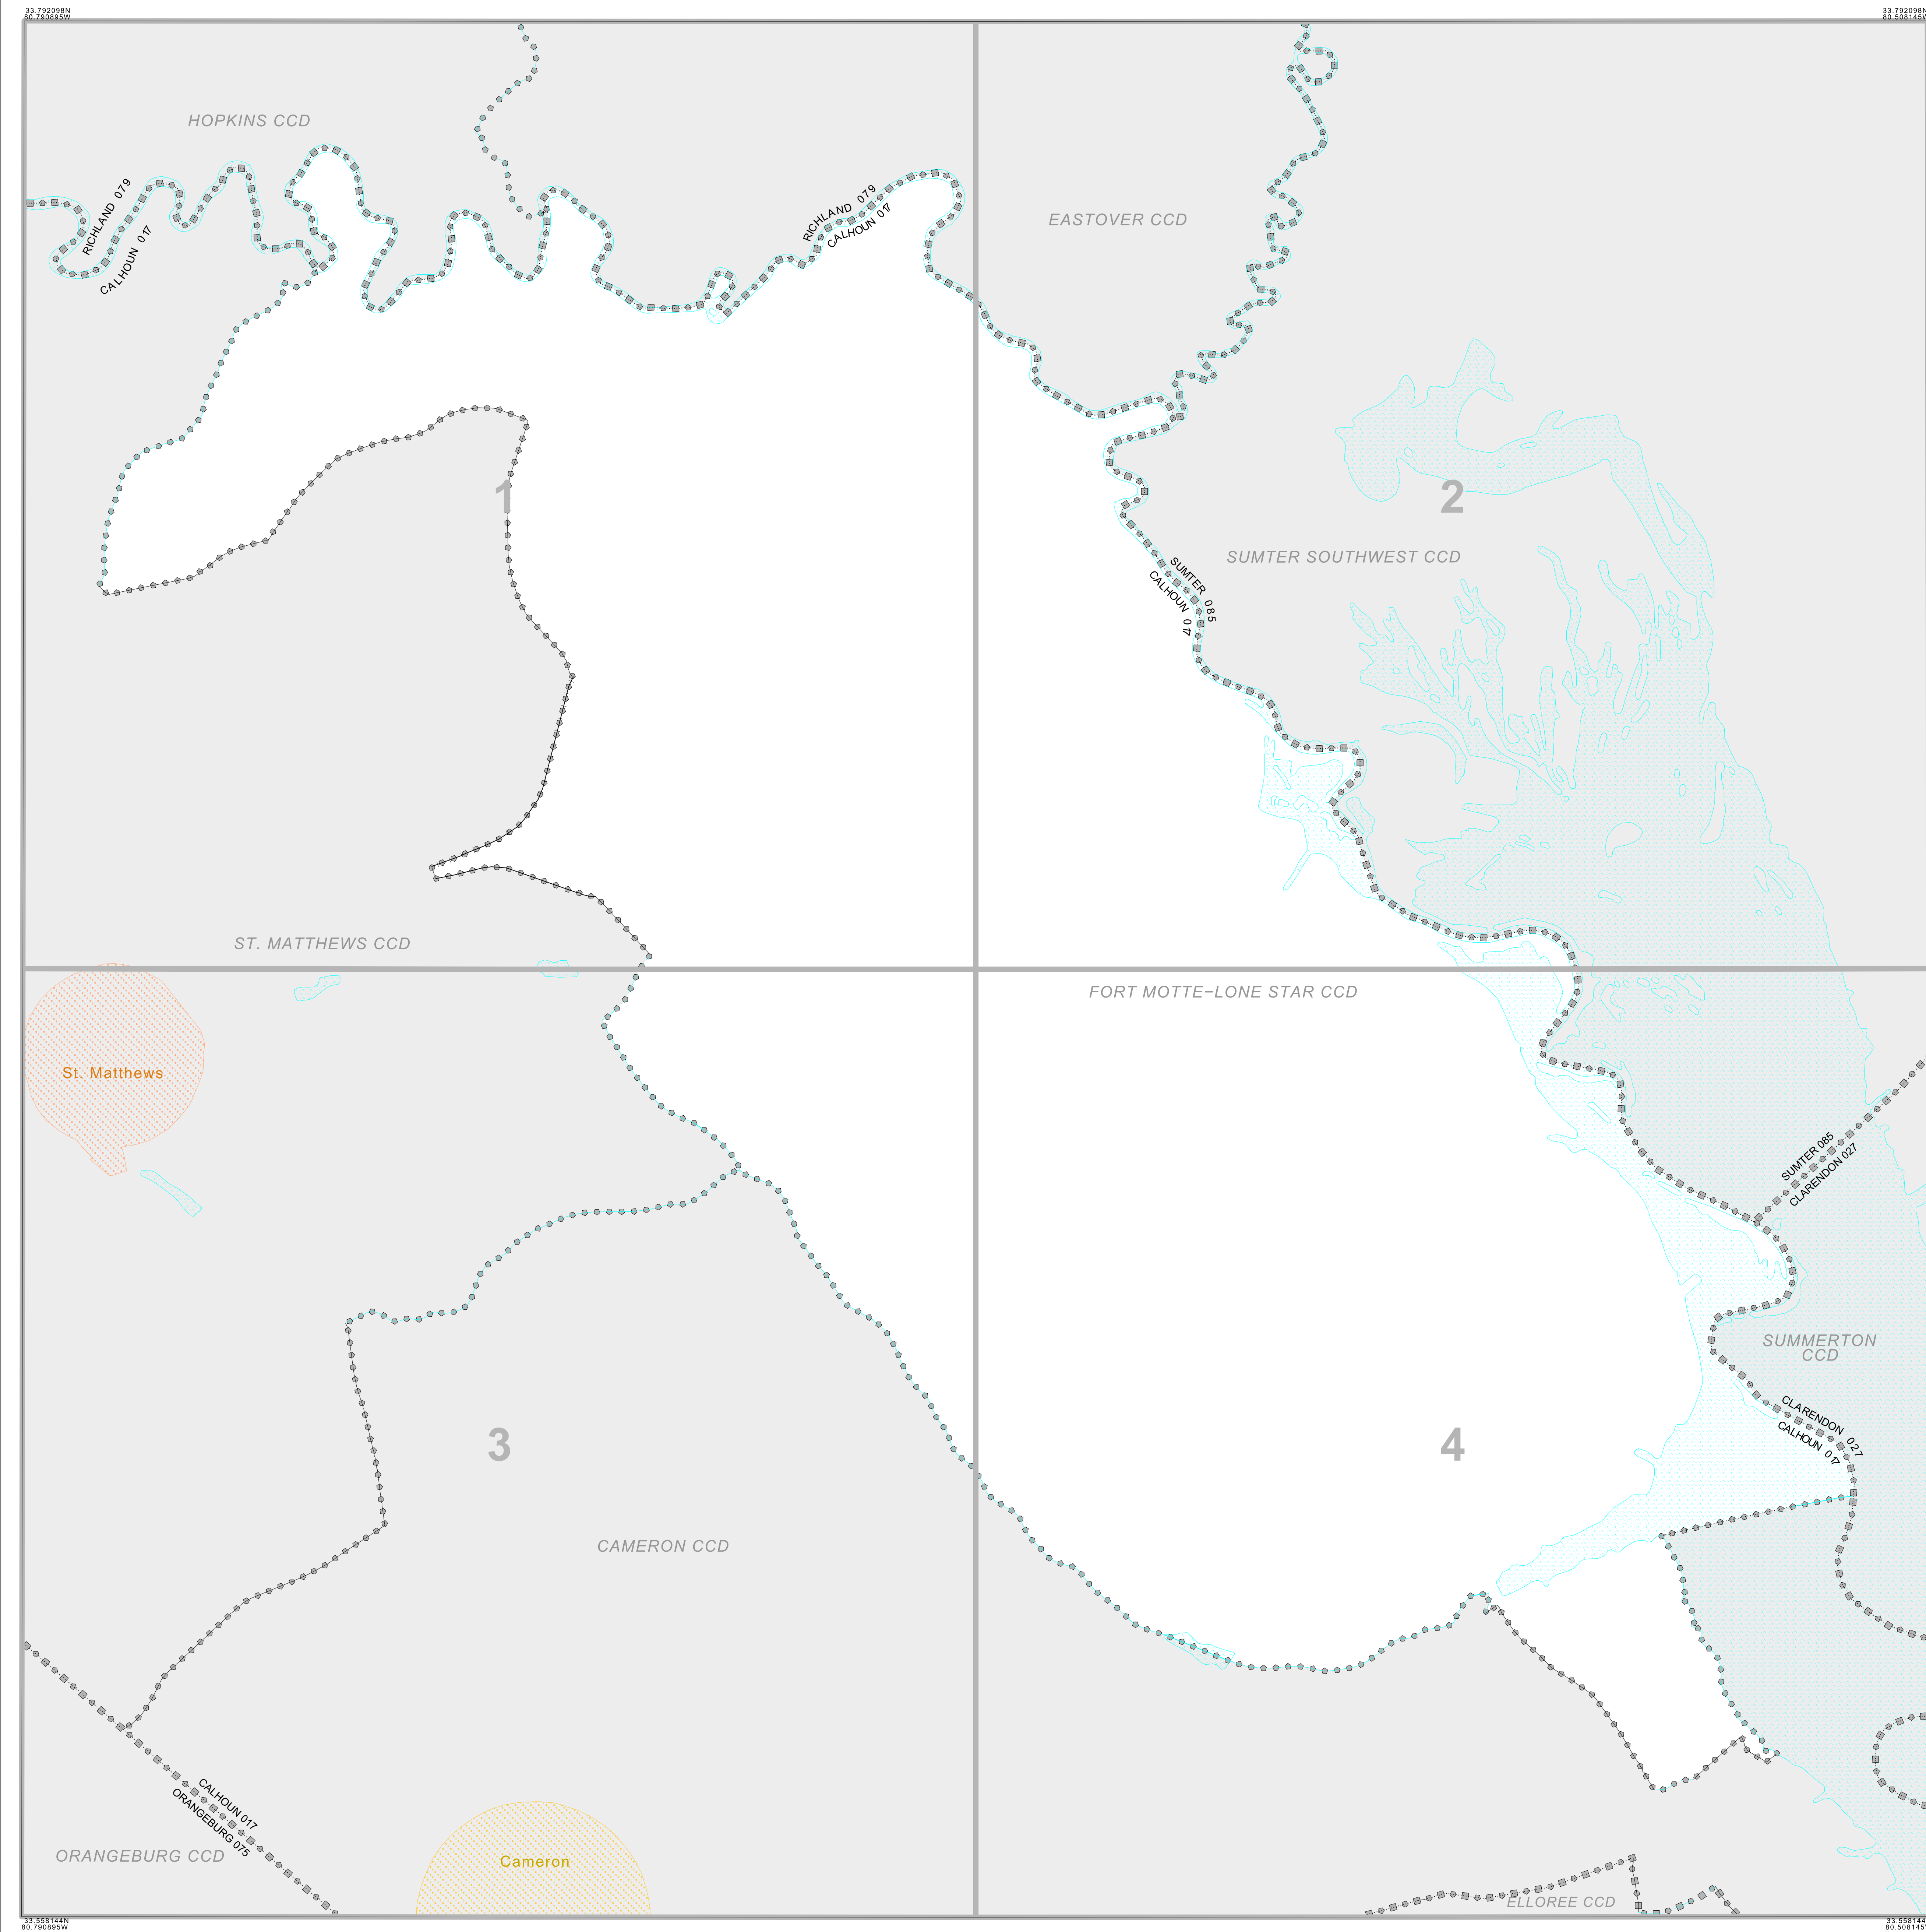 33.792098N
80.790895W
33.792098N
80.508145W
HOPKINS CCD
RICHLAND 079
CALHOUN 017
RICHLAND 079
CALHOUN 017
EASTOVER CCD
1
2
SUMTER SOUTHWEST CCD
SUMTER 085
CALHOUN 017
ST. MATTHEWS CCD
FORT MOTTE-LONE STAR CCD
St. Matthews
SUMTER 085
CLARENDON 027
SUMMERTON
CCD
CLARENDON 027
CALHOUN 017
3
4
CAMERON CCD
CALHOUN 017
ORANGEBURG 075
ORANGEBURG CCD
Cameron
ELLOREE CCD
33.558144N
80.790895W
33.558144
80.508145W